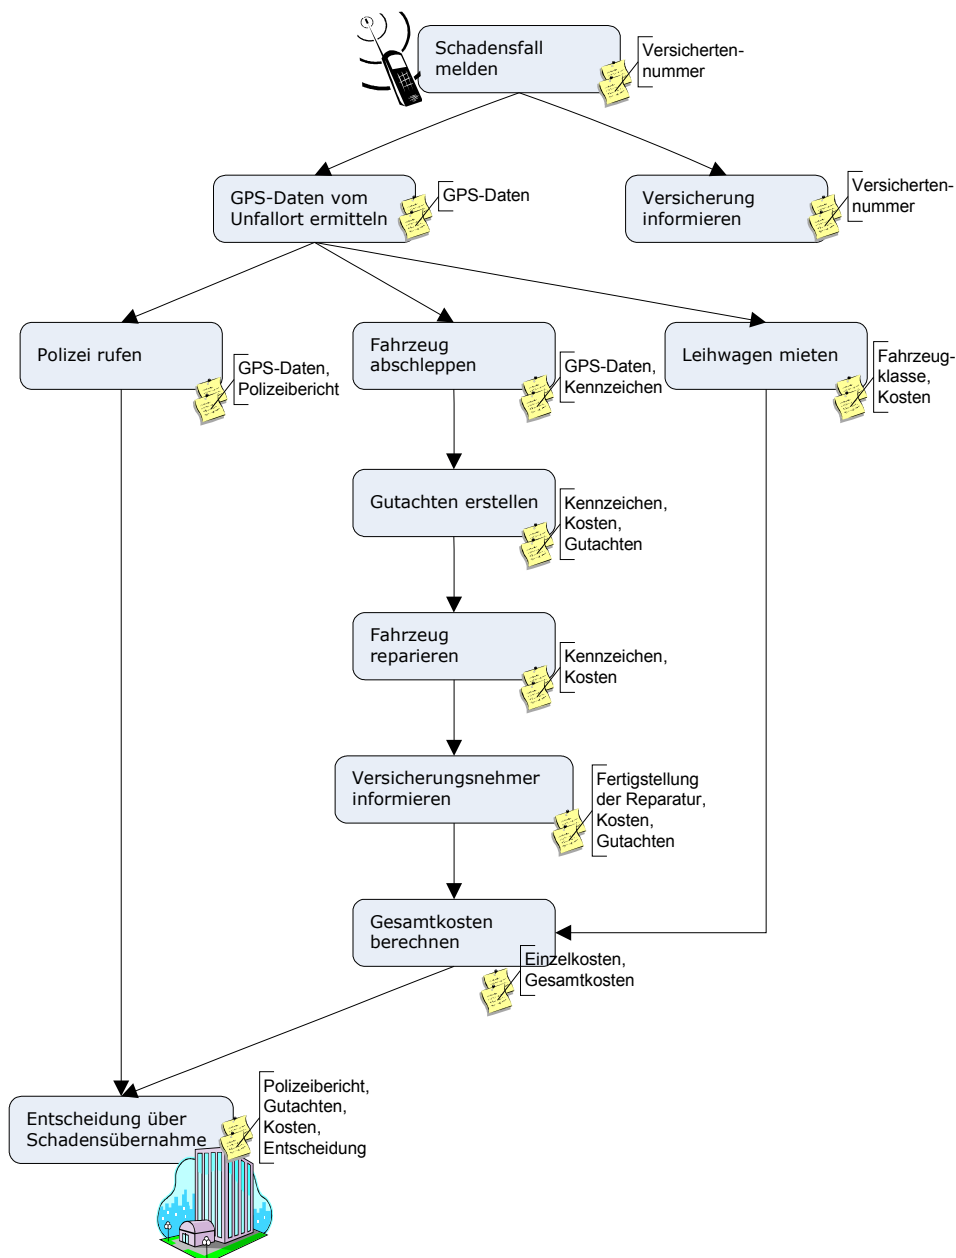 Schadensfall
melden
Versicherten-
nummer
GPS-Daten vom
Unfallort ermitteln
GPS-Daten
Versicherung
informieren
Versicherten-
nummer
Polizei rufen
GPS-Daten,
Polizeibericht
Fahrzeug
abschleppen
GPS-Daten,
Kennzeichen
Leihwagen mieten
Fahrzeug-
klasse,
Kosten
Gutachten erstellen
Kennzeichen,
Kosten,
Gutachten
Fahrzeug
reparieren
Kennzeichen,
Kosten
Versicherungsnehmer
informieren
Fertigstellung
der Reparatur,
Kosten,
Gutachten
Gesamtkosten
berechnen
Einzelkosten,
Gesamtkosten
Entscheidung über
Schadensübernahme
Polizeibericht,
Gutachten,
Kosten,
Entscheidung